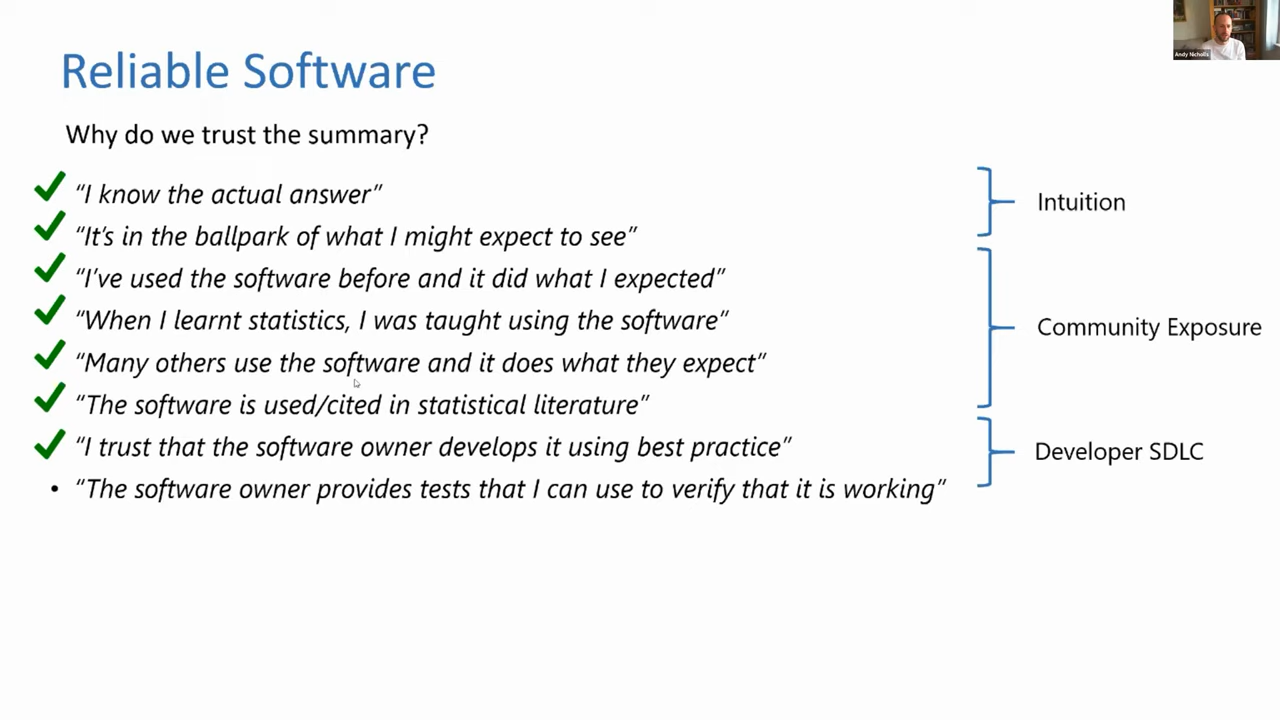 Reliable Software
Andy Nicholls
Why do we trust the summary?
“I know the actual answer”
“It’s in the ballpark of what I might expect to see”
Intuition
“I’ve used the software before and it did what I expected”
“When I learnt statistics, I was taught using the software”
“Many others use the software and it does what they expect”
“The software is used/cited in statistical literature”
Community Exposure
“I trust that the software owner develops it using best practice”
• “The software owner provides tests that I can use to verify that it is working”
Developer SDLC